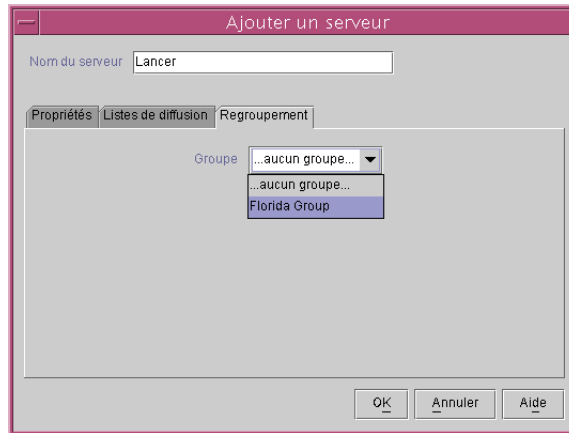 Ajouter un serveur
Nom du serveur Lancer
Propriétés Listes de diffusion Regroupement
Groupe ...aucun groupe...
...aucun groupe...
Florida Group
OK Annuler Aide